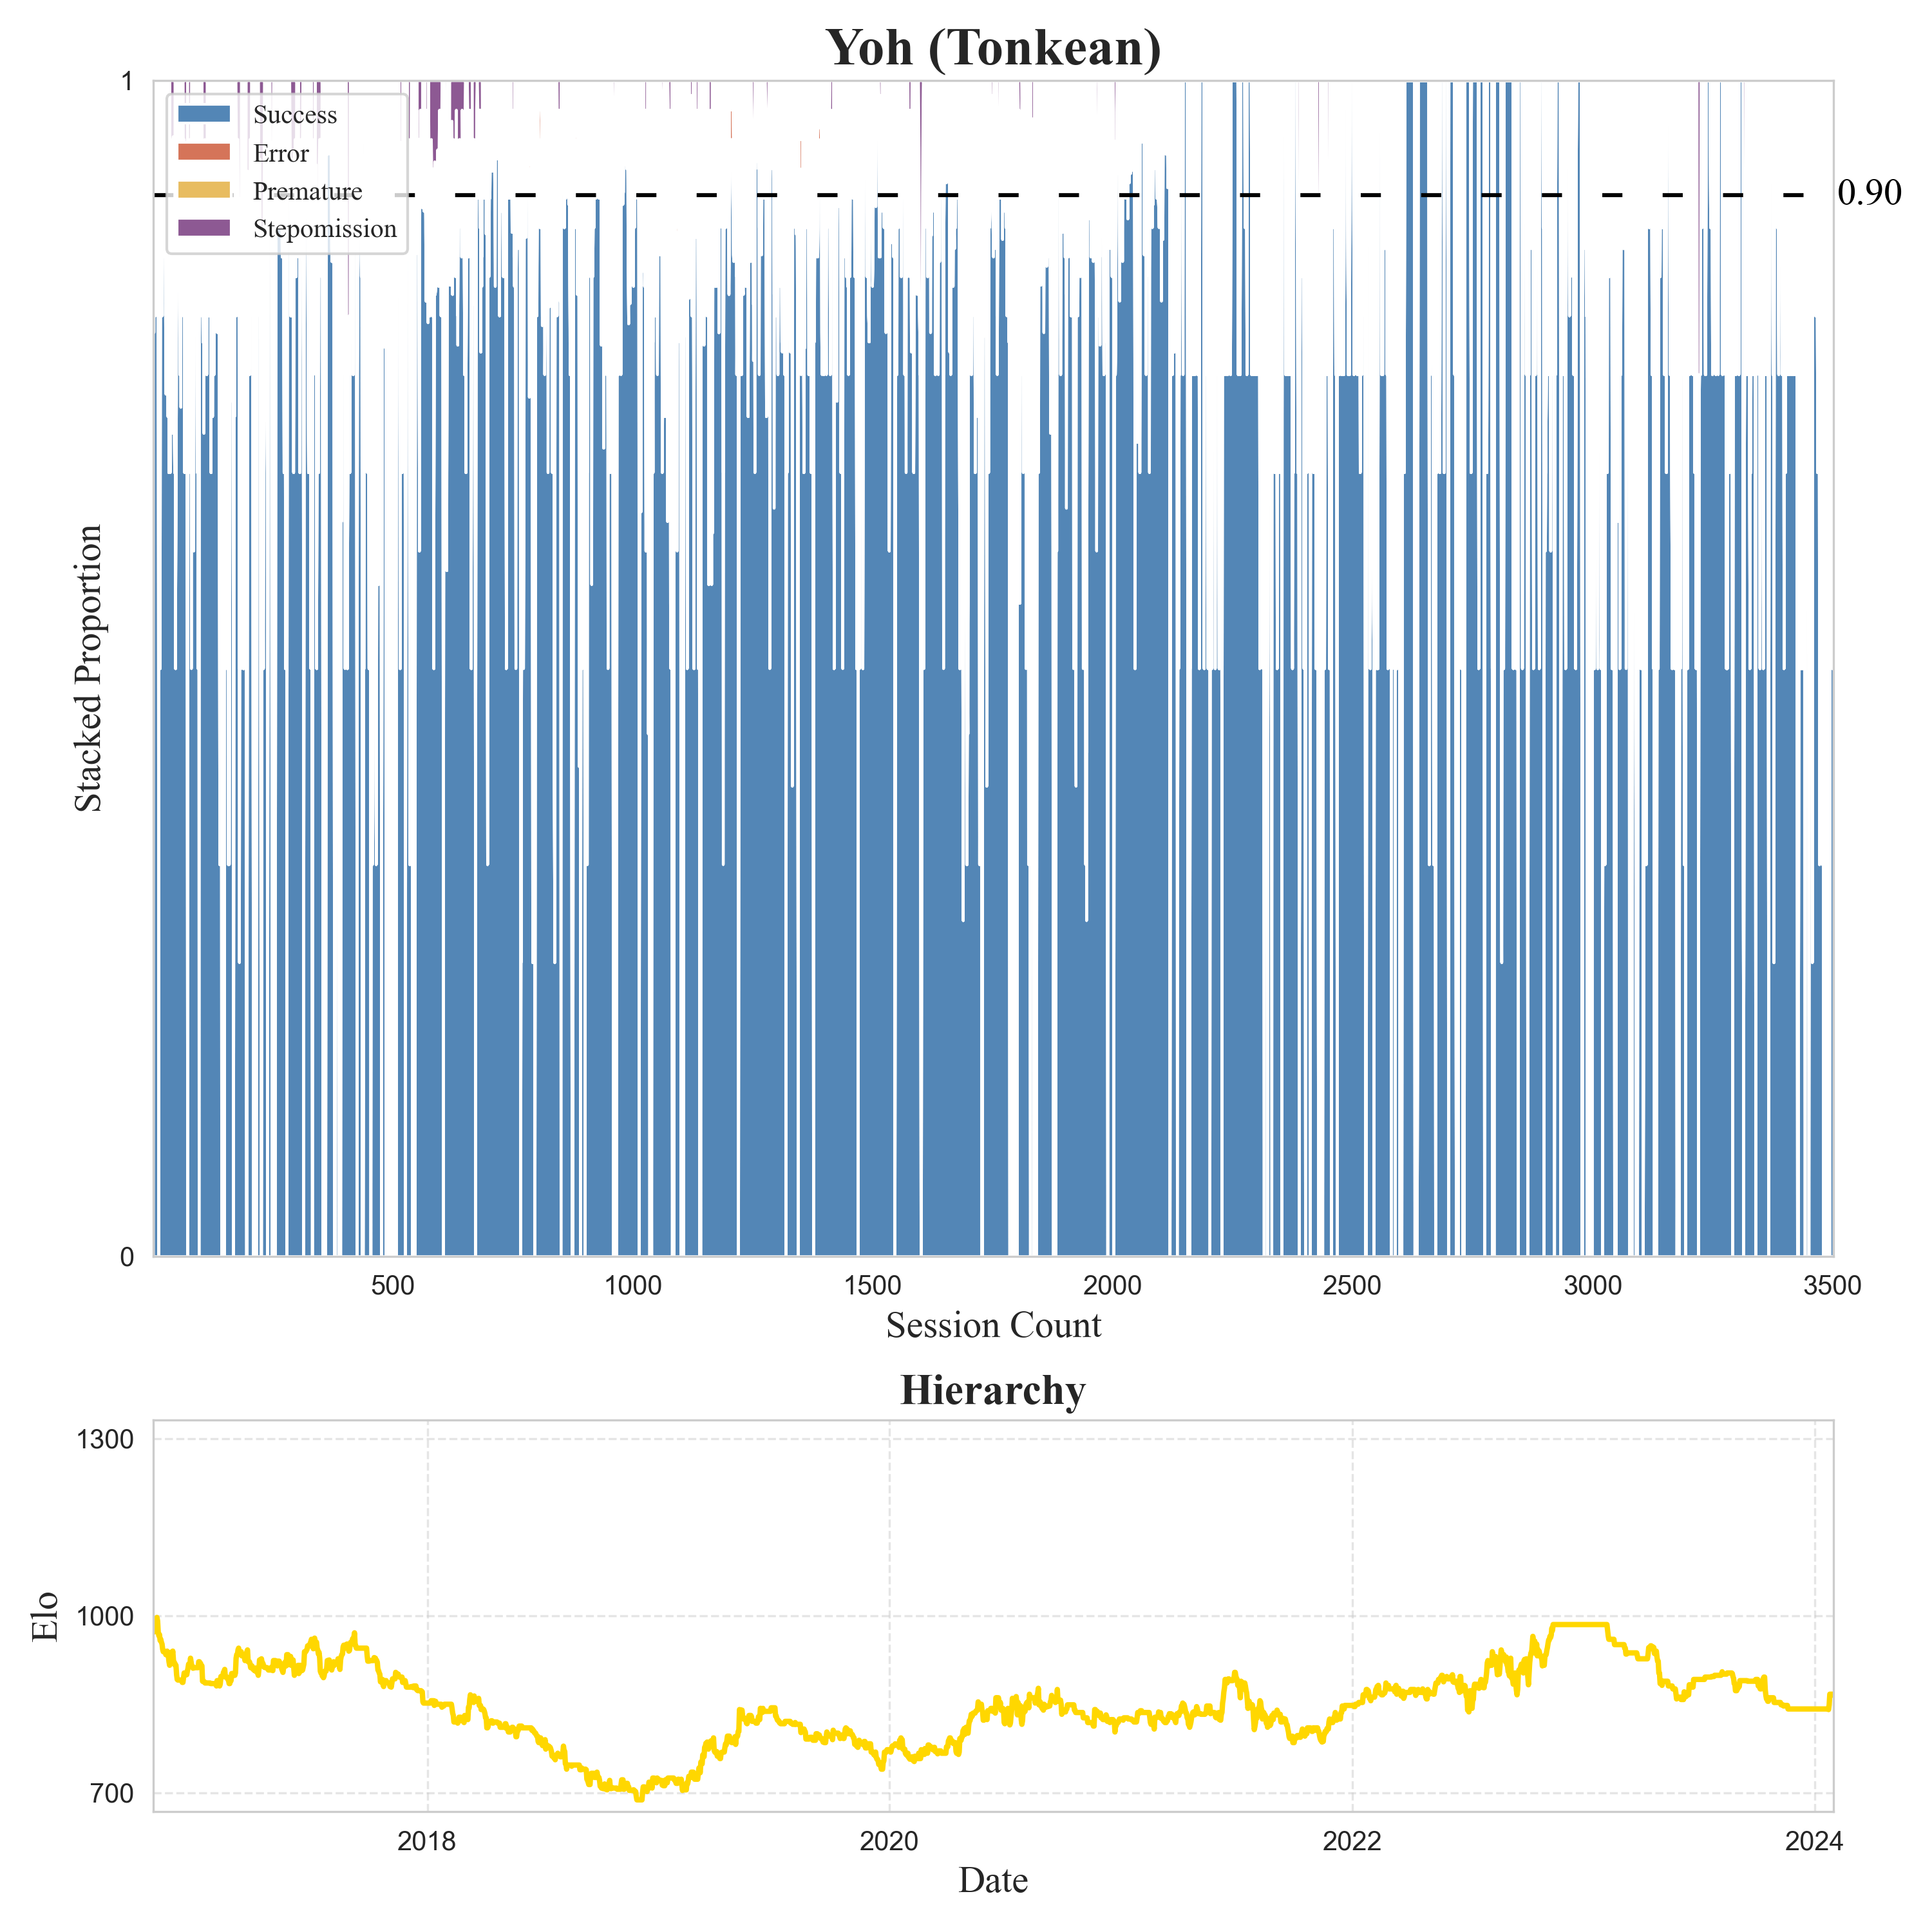 Yoh (Tonkean)
1
Success
Error
Premature
Stepomission
0.90
Stacked Proportion
0
500 1000 1500 2000 2500 3000 3500
Session Count
Hierarchy
1300
1000
700
Elo
2018 2020 2022 2024
Date